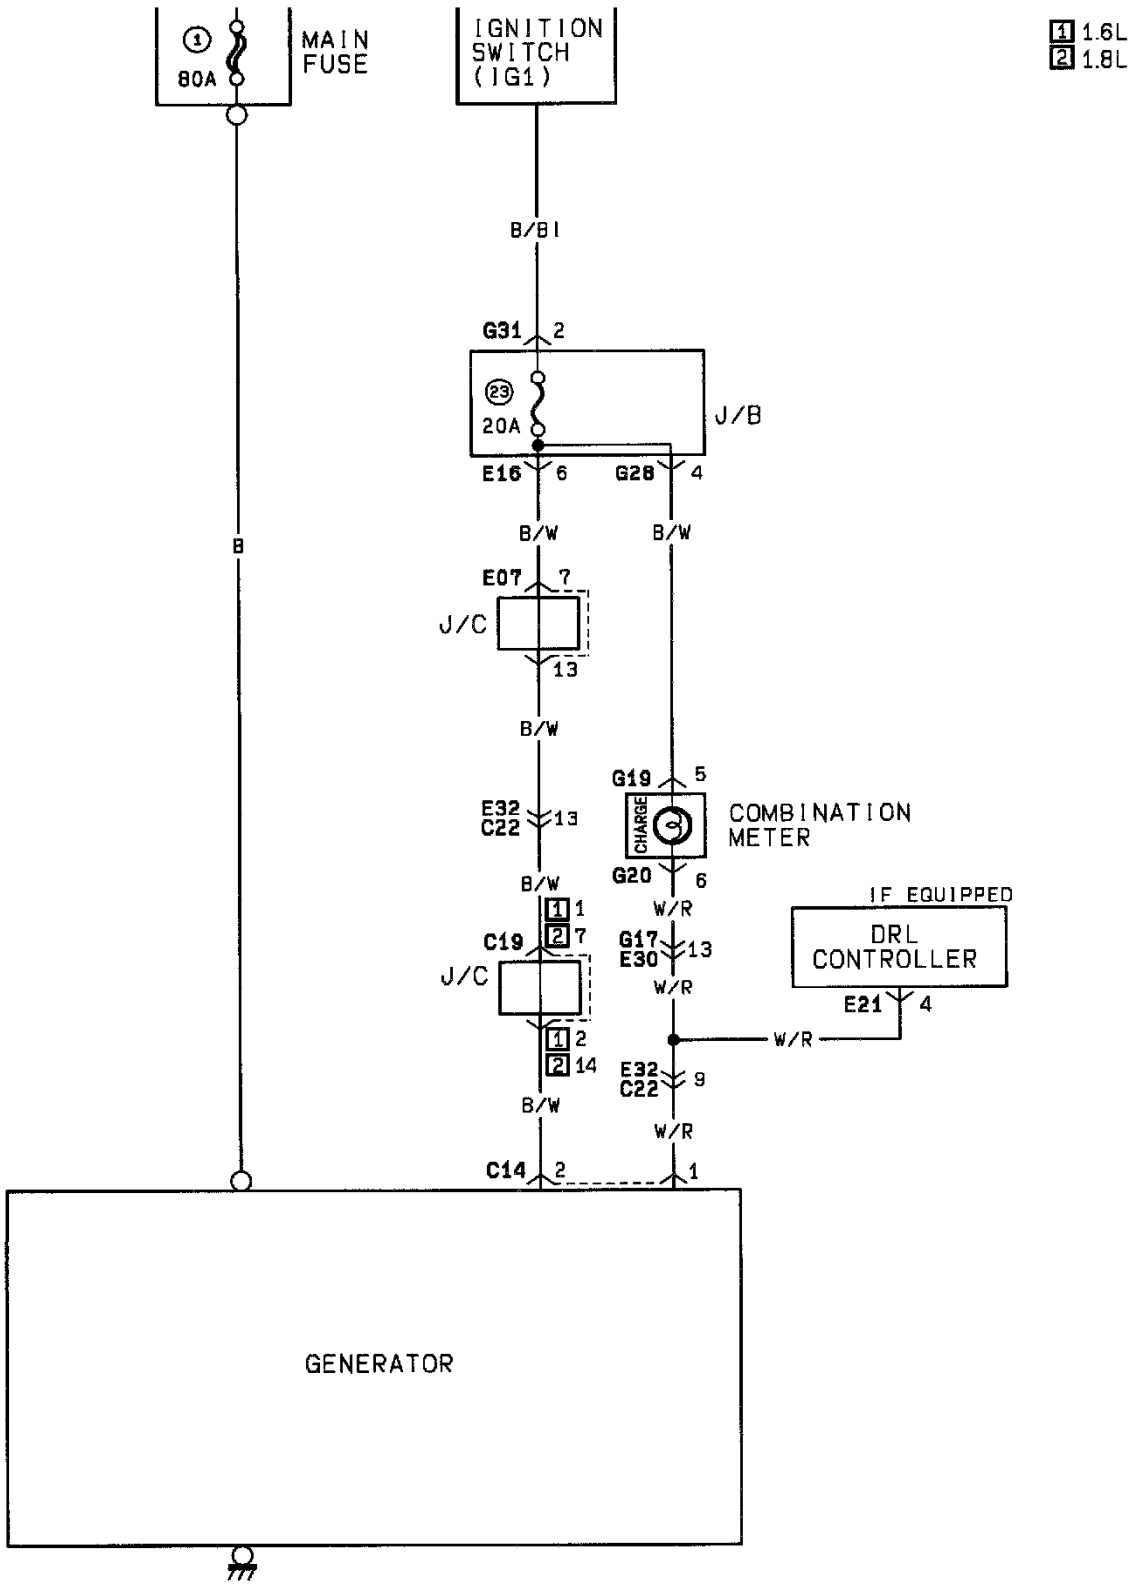 1 MAIN
FUSE
80A
IGNITION
SWITCH
(IG1)
1 1.6L
2 1.8L
B/Bl
G31 2
23
20A
J/B
E16 6
G28 4
B/W
B/W
B
E07 7
J/C
13
B/W
G19 5
CHARGE
COMBINATION
METER
E32
C22 13
G20 6
B/W
W/R
IF EQUIPPED
DRL
CONTROLLER
1 1
2 7
C19
G17
E30 13
J/C
W/R
E21 4
1 2
2 14
W/R
E32
C22 9
B/W
W/R
C14 2
1
GENERATOR